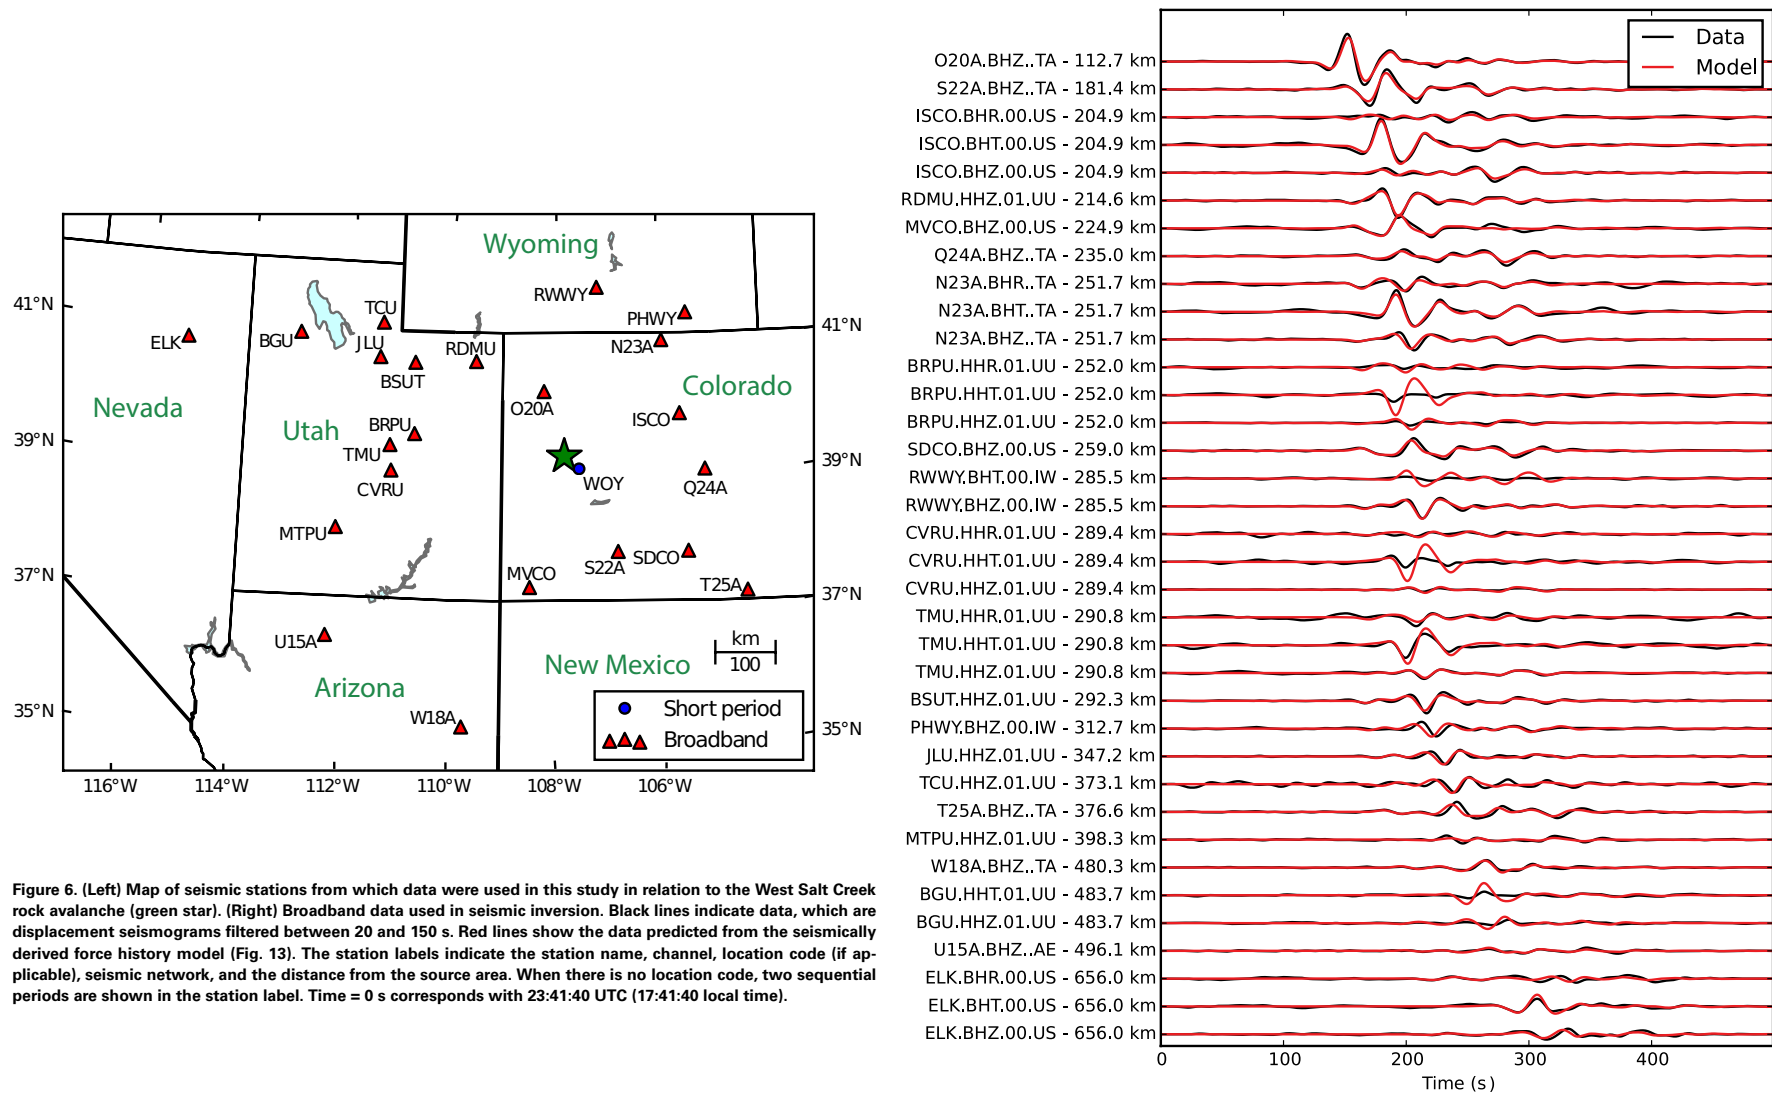 Wyoming
RWWY
PHWY
TCU
41°N
41°N
ELK
BGU
JLU
RDMU
N23A
BSUT
Colorado
Nevada
O20A
ISCO
BRPU
Utah
39°N
TMU
39°N
CVRU
WOY
Q24A
MTPU
S22A
SDCO
MVCO
37°N
T25A
37°N
U15A
km
100
New Mexico
Arizona
W18A
Short period
Broadband
35°N
35°N
116°W
114°W
112°W
110°W
108°W
106°W
Figure 6. (Left) Map of seismic stations from which data were used in this study in relation to the West Salt Creek
rock avalanche (green star). (Right) Broadband data used in seismic inversion. Black lines indicate data, which are
displacement seismograms filtered between 20 and 150 s. Red lines show the data predicted from the seismically
derived force history model (Fig. 13). The station labels indicate the station name, channel, location code (if ap-
plicable), seismic network, and the distance from the source area. When there is no location code, two sequential
periods are shown in the station label. Time = 0 s corresponds with 23:41:40 UTC (17:41:40 local time).
Data
Model
O20A.BHZ..TA - 112.7 km
S22A.BHZ..TA - 181.4 km
ISCO.BHR.00.US - 204.9 km
ISCO.BHT.00.US - 204.9 km
ISCO.BHZ.00.US - 204.9 km
RDMU.HHZ.01.UU - 214.6 km
MVCO.BHZ.00.US - 224.9 km
Q24A.BHZ..TA - 235.0 km
N23A.BHR..TA - 251.7 km
N23A.BHT..TA - 251.7 km
N23A.BHZ..TA - 251.7 km
BRPU.HHR.01.UU - 252.0 km
BRPU.HHT.01.UU - 252.0 km
BRPU.HHZ.01.UU - 252.0 km
SDCO.BHZ.00.US - 259.0 km
RWWY.BHT.00.IW - 285.5 km
RWWY.BHZ.00.IW - 285.5 km
CVRU.HHR.01.UU - 289.4 km
CVRU.HHT.01.UU - 289.4 km
CVRU.HHZ.01.UU - 289.4 km
TMU.HHR.01.UU - 290.8 km
TMU.HHT.01.UU - 290.8 km
TMU.HHZ.01.UU - 290.8 km
BSUT.HHZ.01.UU - 292.3 km
PHWY.BHZ.00.IW - 312.7 km
JLU.HHZ.01.UU - 347.2 km
TCU.HHZ.01.UU - 373.1 km
T25A.BHZ..TA - 376.6 km
MTPU.HHZ.01.UU - 398.3 km
W18A.BHZ..TA - 480.3 km
BGU.HHT.01.UU - 483.7 km
BGU.HHZ.01.UU - 483.7 km
U15A.BHZ..AE - 496.1 km
ELK.BHR.00.US - 656.0 km
ELK.BHT.00.US - 656.0 km
ELK.BHZ.00.US - 656.0 km
0
100
200
300
400
Time (s)